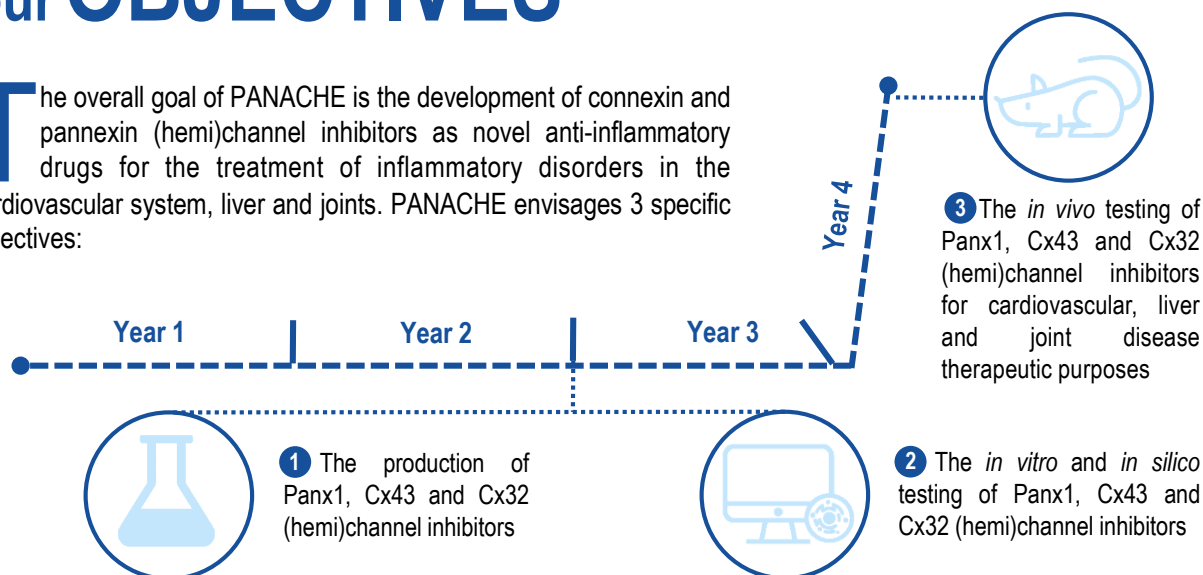 OBJECTIVES
The overall goal of PANACHE is the development of connexin and
pannexin (hemi)channel inhibitors as novel anti-inflammatory
drugs for the treatment of inflammatory disorders in the
rdiovascular system, liver and joints. PANACHE envisages 3 specific
ectives:
Year 1
Year 2
Year 3
Year 4
1 The production of
Panx1, Cx43 and Cx32
(hemi)channel inhibitors
2 The in vitro and in silico
testing of Panx1, Cx43 and
Cx32 (hemi)channel inhibitors
3 The in vivo testing of
Panx1, Cx43 and Cx32
(hemi)channel inhibitors
for cardiovascular, liver
and joint disease
therapeutic purposes